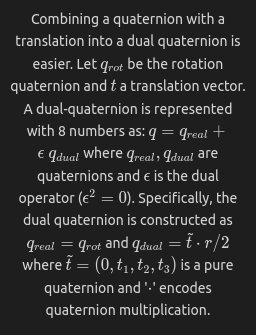 Combining a quaternion with a
translation into a dual quaternion is
easier. Let q_rot be the rotation
quaternion and t a translation vector.
A dual-quaternion is represented
with 8 numbers as: q = q_real +
ϵ q_dual where q_real, q_dual are
quaternions and ϵ is the dual
operator (ϵ² = 0). Specifically, the
dual quaternion is constructed as
q_real = q_rot and q_dual = t̃ · r/2
where t̃ = (0, t₁, t₂, t₃) is a pure
quaternion and '·' encodes
quaternion multiplication.